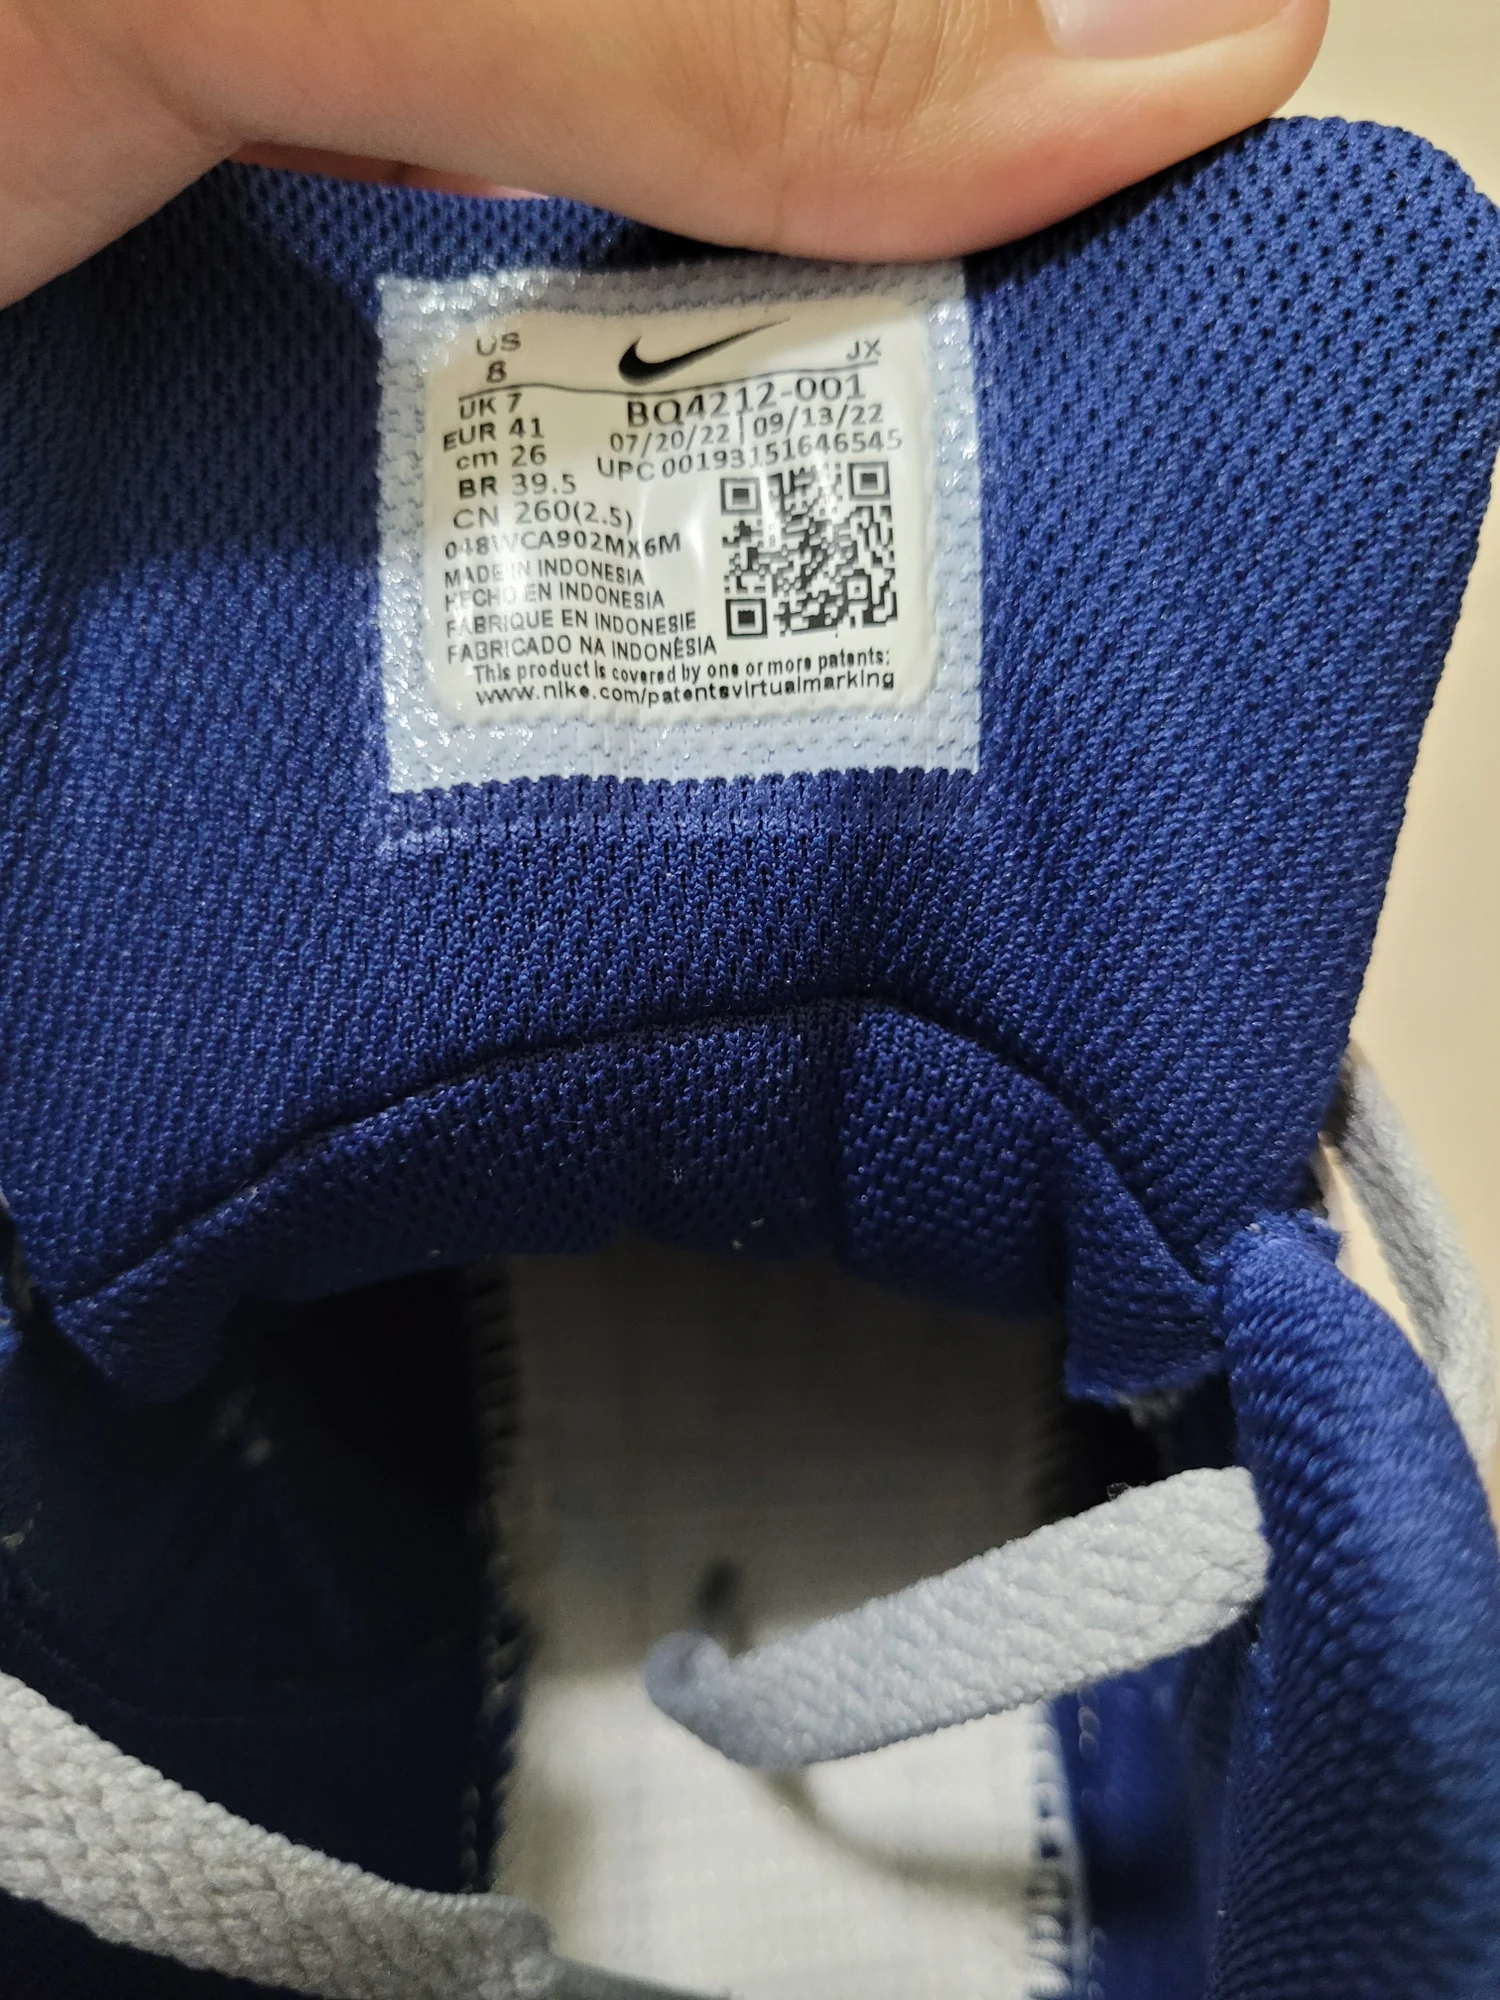 US
8
JX
UK 7
BQ4212-001
EUR 41
07/20/22 | 09/13/22
cm 26
UPC 00193151646545
BR 39.5
CN 260(2.5)
048WCA902MX6M
MADE IN INDONESIA
HECHO EN INDONESIA
FABRIQUE EN INDONESIE
FABRICADO NA INDONÉSIA
This product is covered by one or more patents:
www.nike.com/patentsvirtualmarking